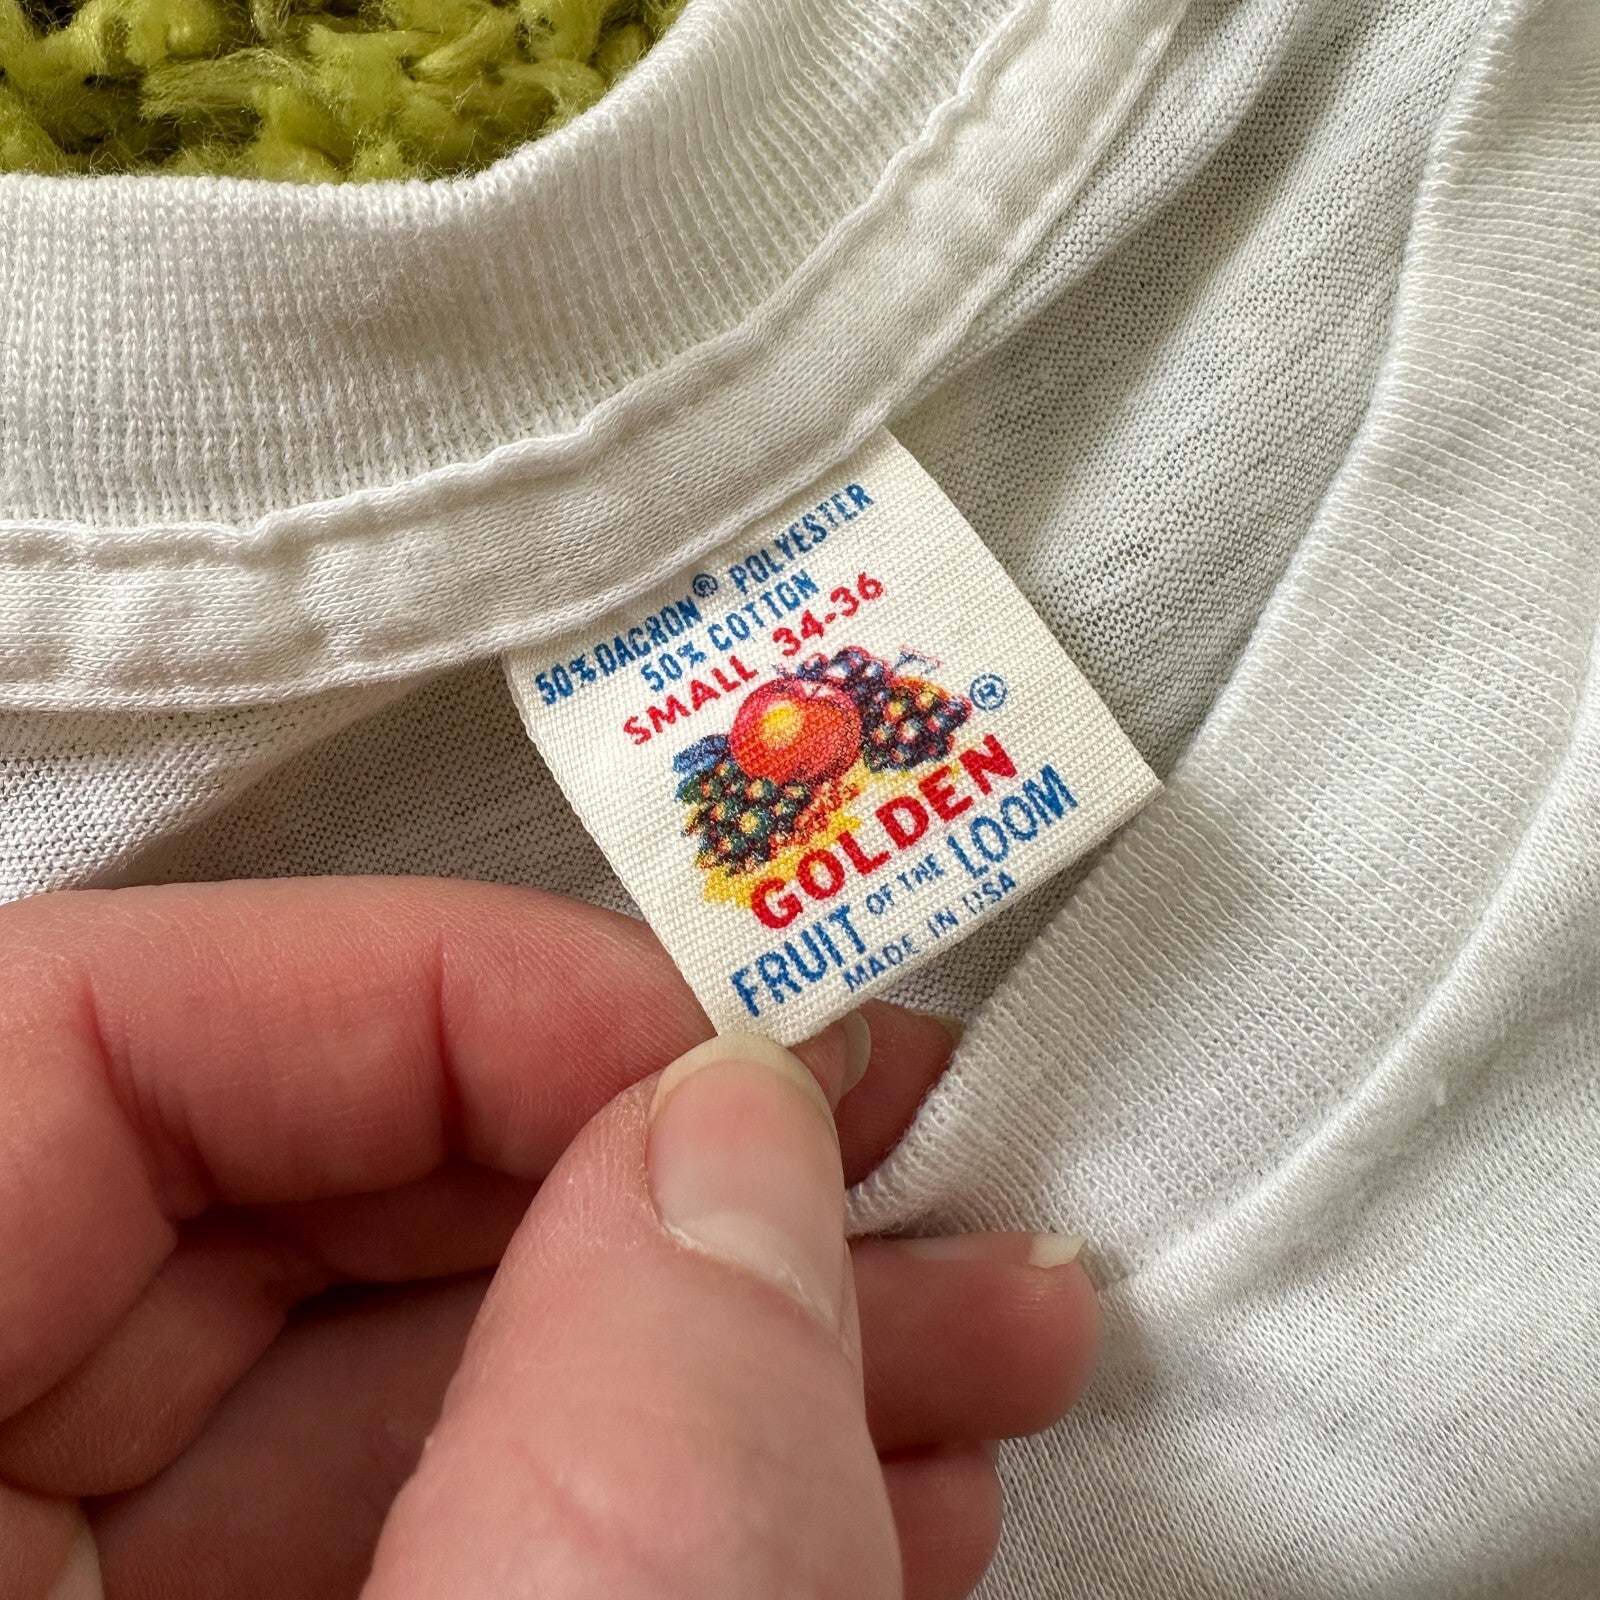 50% DACRON® POLYESTER
50% COTTON
SMALL 34-36
®
GOLDEN
FRUIT OF THE LOOM
MADE IN USA